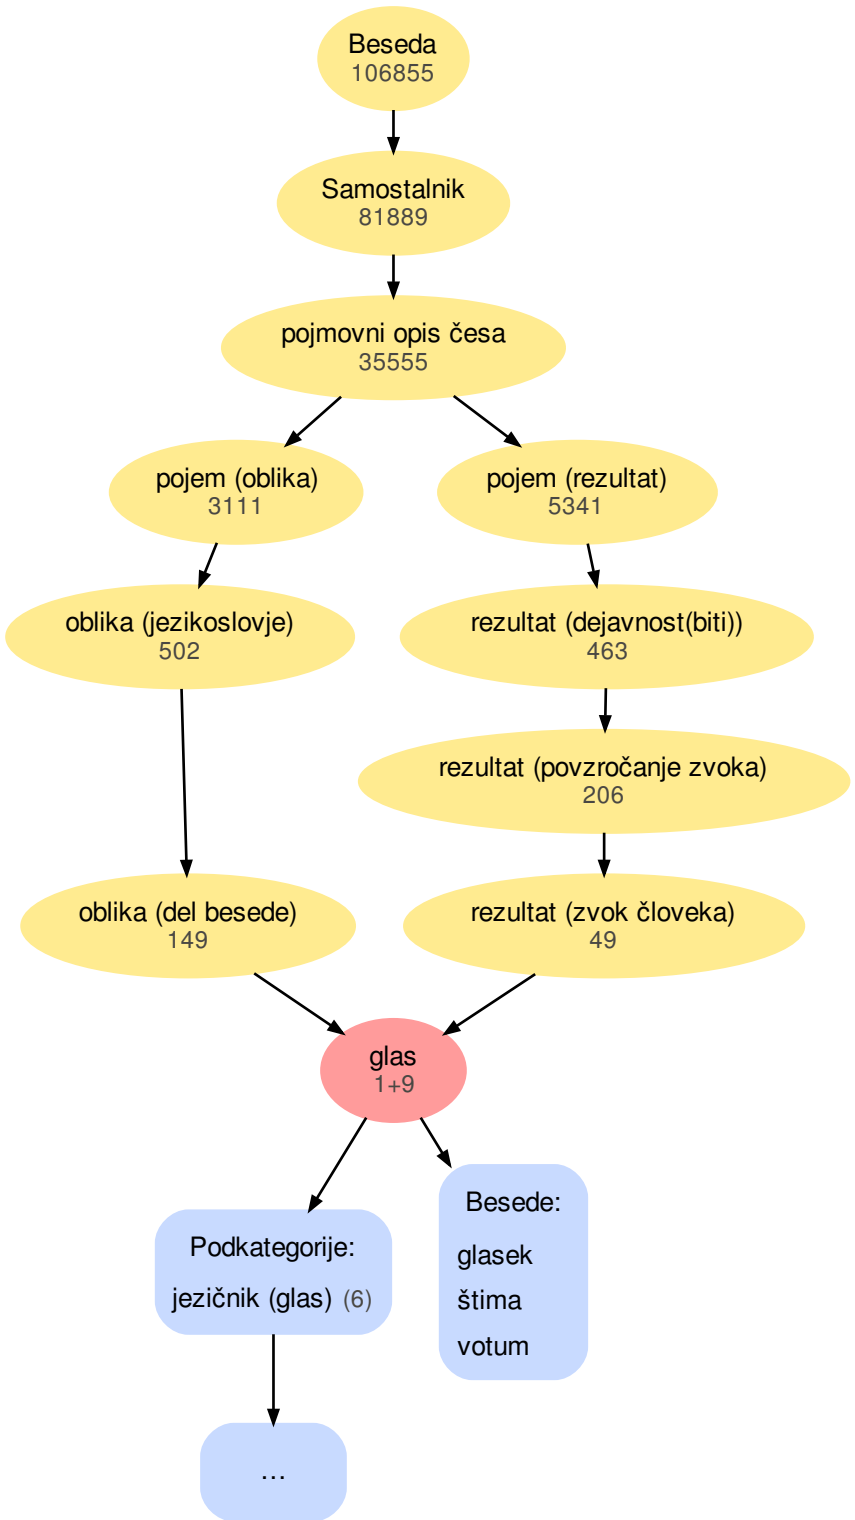 Beseda
106855
Samostalnik
81889
pojmovni opis česa
35555
pojem (oblika)
3111
pojem (rezultat)
5341
oblika (jezikoslovje)
502
rezultat (dejavnost(biti))
463
rezultat (povzročanje zvoka)
206
oblika (del besede)
149
rezultat (zvok človeka)
49
glas
1+9
Podkategorije:
jezičnik (glas) (6)
Besede:
glasek
štima
votum
...